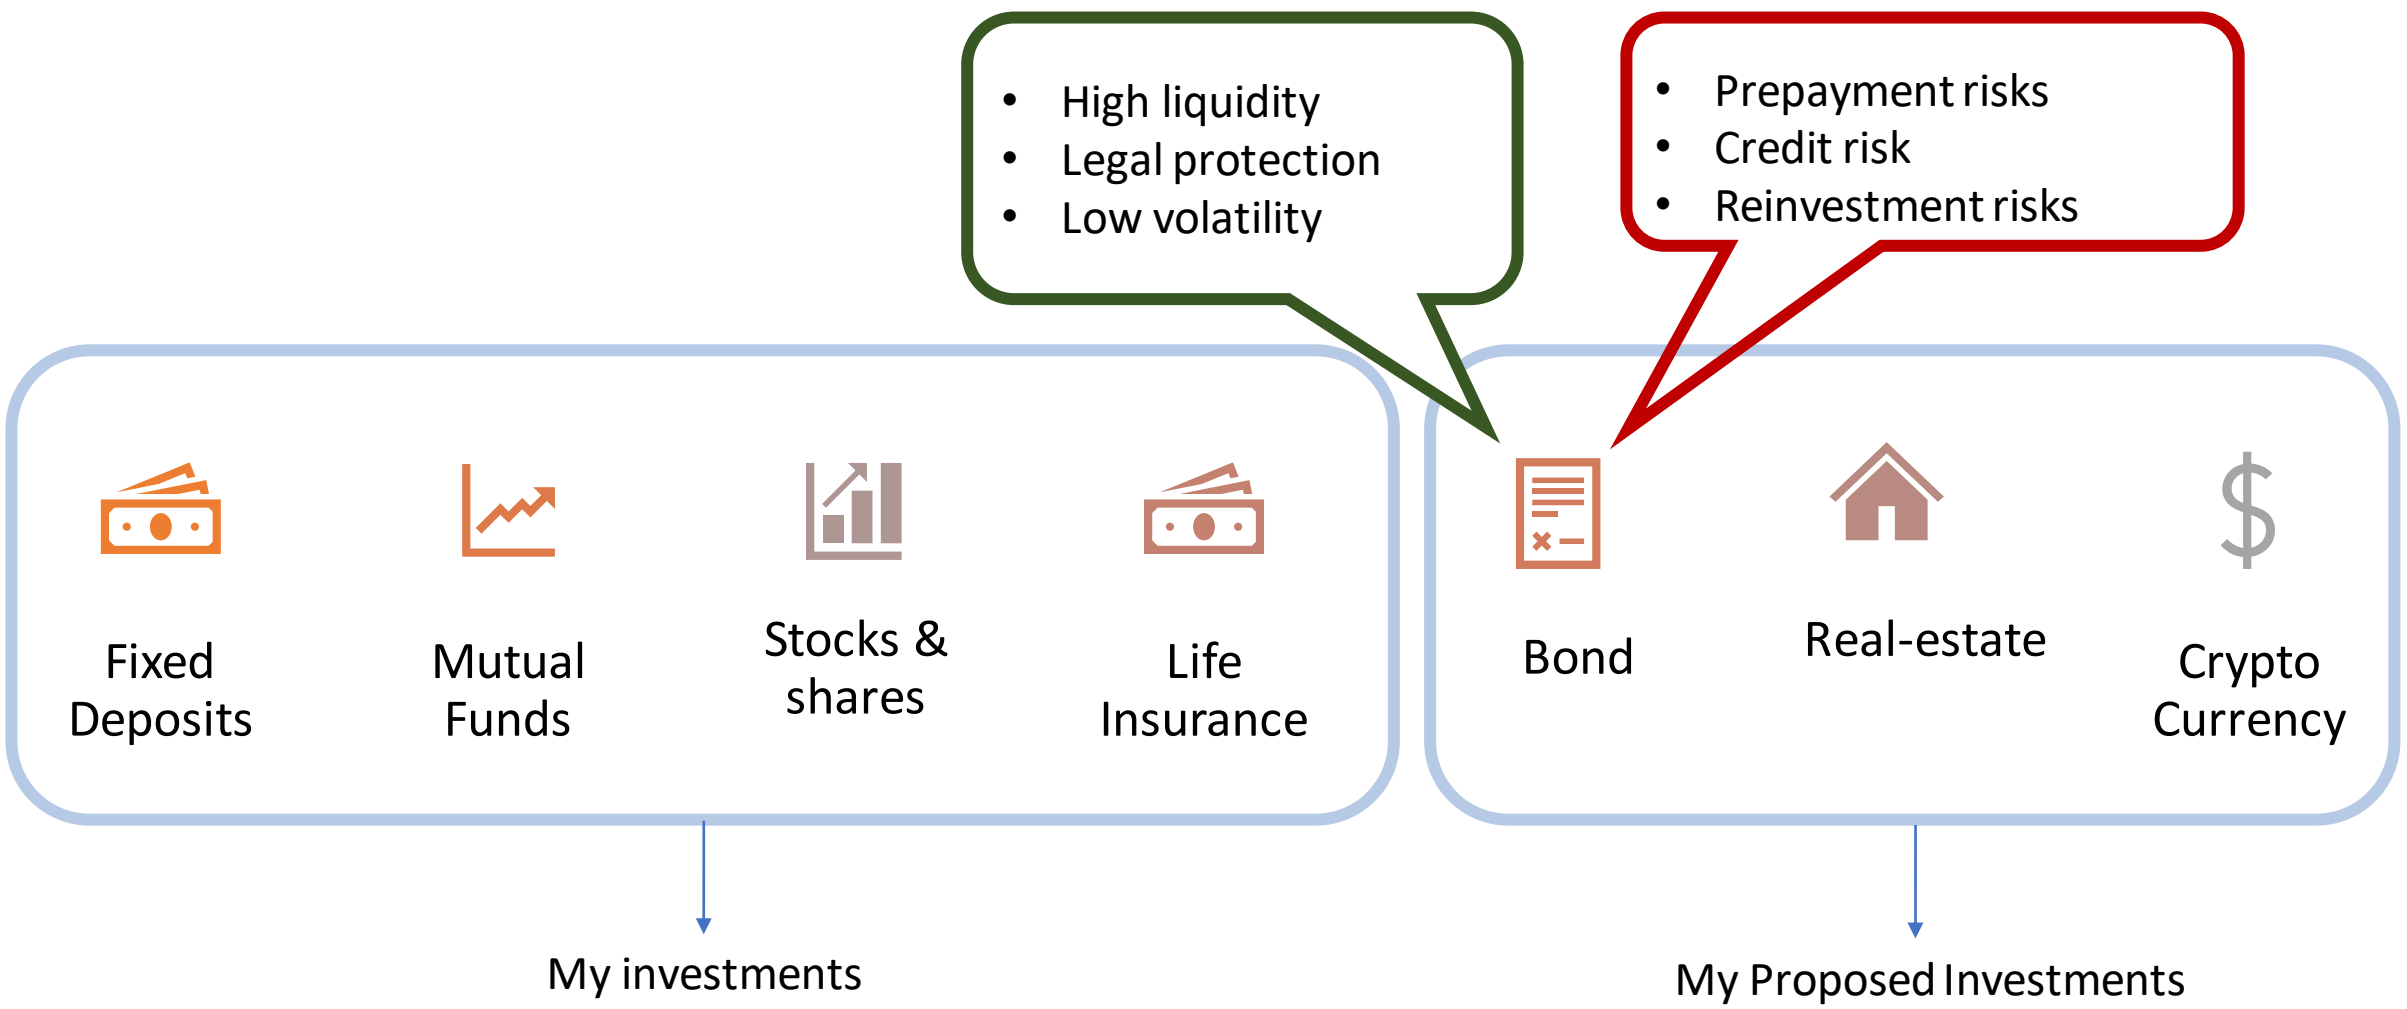 • High liquidity
• Legal protection
• Low volatility
• Prepayment risks
• Credit risk
• Reinvestment risks
Fixed
Deposits
Mutual
Funds
Stocks &
shares
Life
Insurance
Bond
Real-estate
Crypto
Currency
My investments
My Proposed Investments